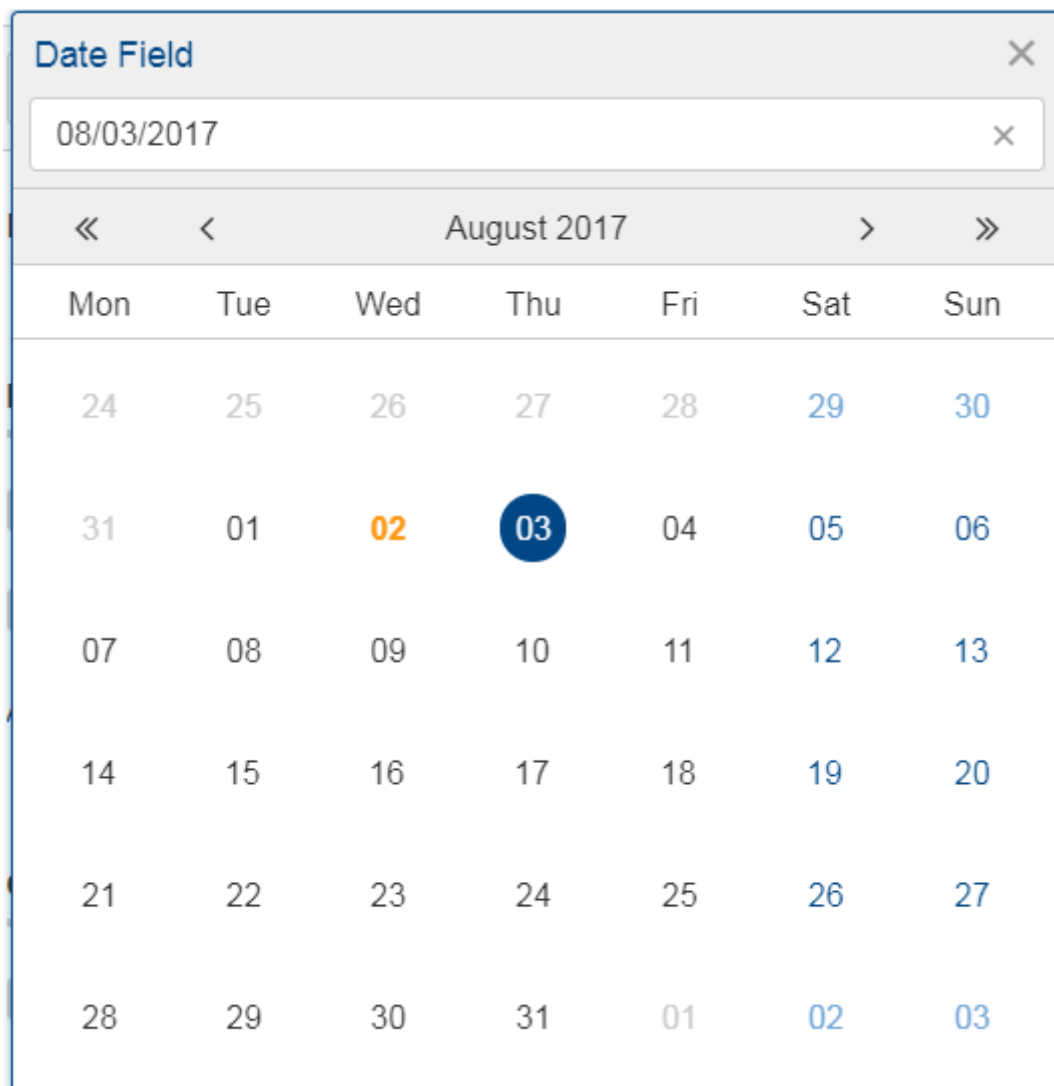 Date Field ×
08/03/2017 ×
« < August 2017 > »
Mon Tue Wed Thu Fri Sat Sun
24 25 26 27 28 29 30
31 01 02 03 04 05 06
07 08 09 10 11 12 13
14 15 16 17 18 19 20
21 22 23 24 25 26 27
28 29 30 31 01 02 03